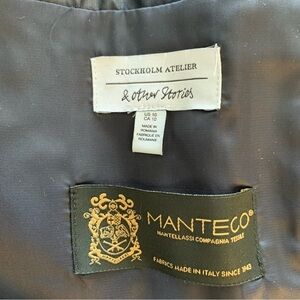 STOCKHOLM ATELIER
& Other Stories
US 10
CA 10
MADE IN
ROMANIA
FABRIQUÉ EN
ROUMANIE
MANTECO®
MANTELLASSI COMPAGNIA TESSILE
FABRICS MADE IN ITALY SINCE 1943